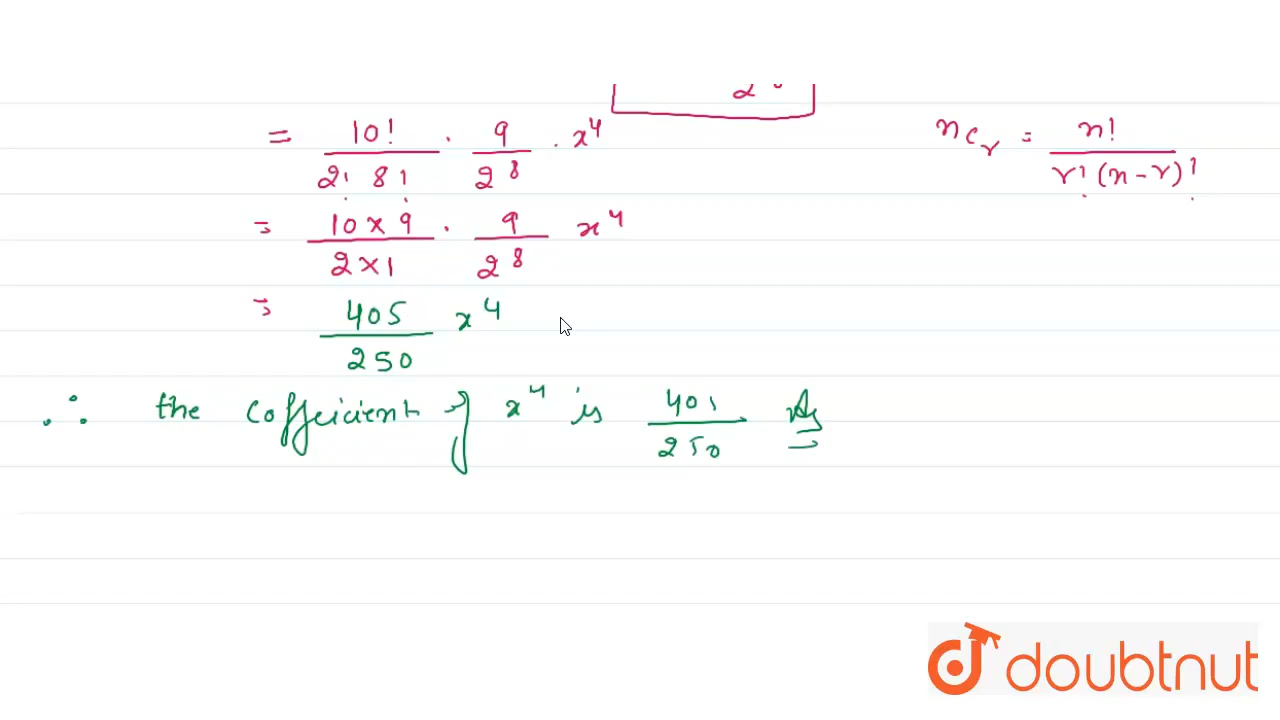 = 10! / 2! 8! · 9 / 2^8 · x^4
nCr = n! / r! (n-r)!
= 10 x 9 / 2 x 1 · 9 / 2^8 x^4
= 405 / 250 x^4
∴ the coffeicient of x^4 is 405 / 250 Ans
doubtnut